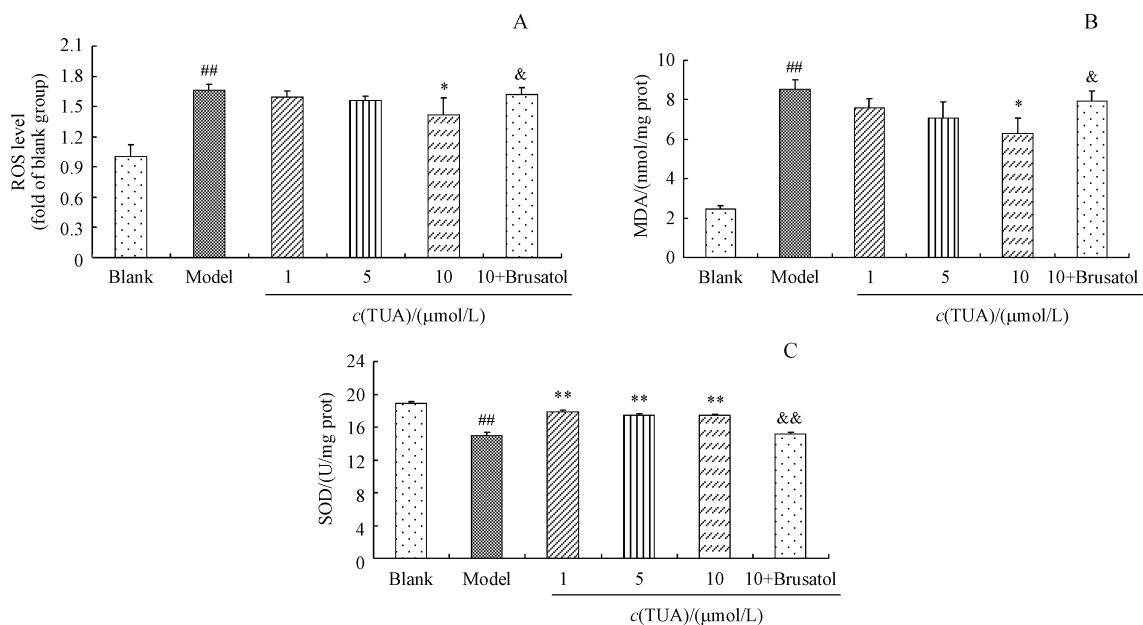 A
ROS level
(fold of blank group)
2.1
1.8
1.5
1.2
0.9
0.6
0.3
0
##
*
&
Blank Model 1 5 10 10+Brusatol
c(TUA)/(μmol/L)
B
MDA/(nmol/mg prot)
10
8
6
4
2
0
##
*
&
Blank Model 1 5 10 10+Brusatol
c(TUA)/(μmol/L)
C
SOD/(U/mg prot)
24
20
16
12
8
4
0
##
**
**
**
&&
Blank Model 1 5 10 10+Brusatol
c(TUA)/(μmol/L)